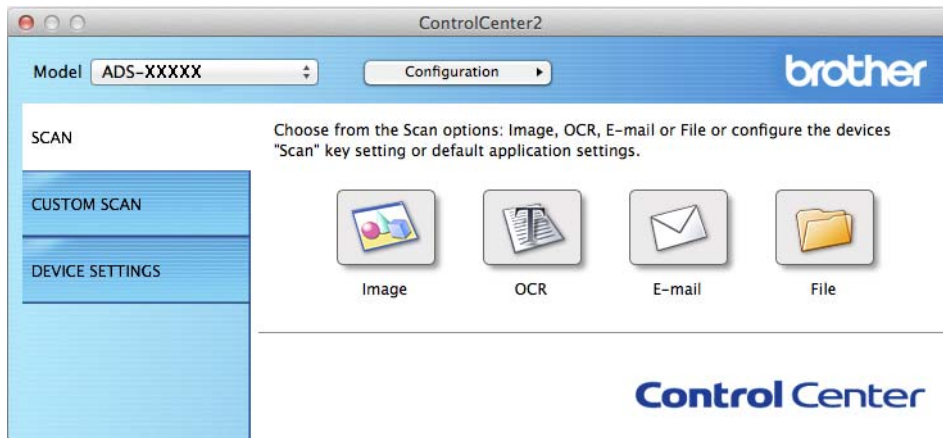 ControlCenter2
Model ADS-XXXXX Configuration
brother
SCAN
CUSTOM SCAN
DEVICE SETTINGS
Choose from the Scan options: Image, OCR, E-mail or File or configure the devices
"Scan" key setting or default application settings.
Image OCR E-mail File
Control Center